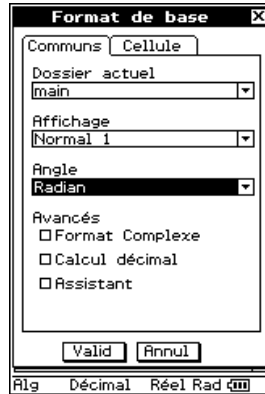 Format de base
Communs Cellule
Dossier actuel
main
Affichage
Normal 1
Angle
Radian
Avancés
Format Complexe
Calcul décimal
Assistant
Valid Annul
Alg Décimal Réel Rad